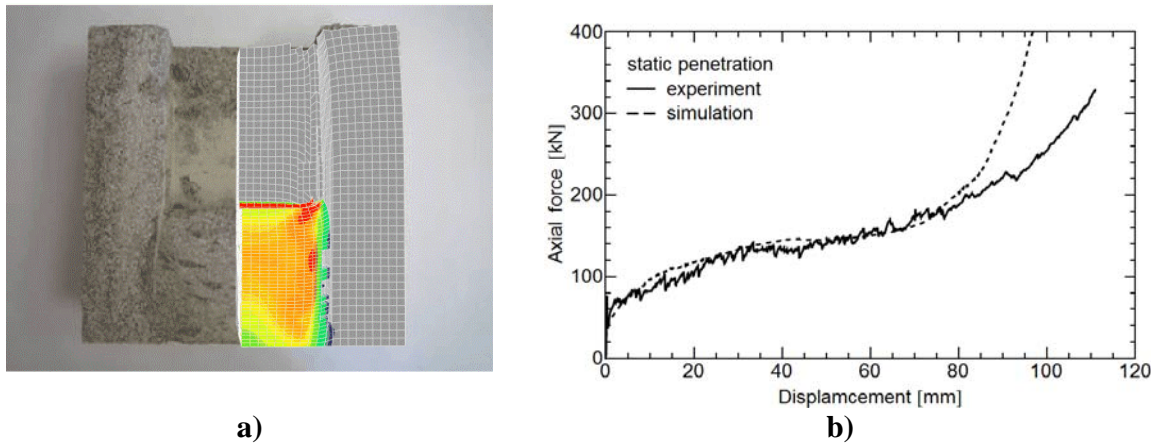 400
300
200
100
0
Axial force [kN]
static penetration
experiment
simulation
0 20 40 60 80 100 120
Displamcement [mm]
a) b)